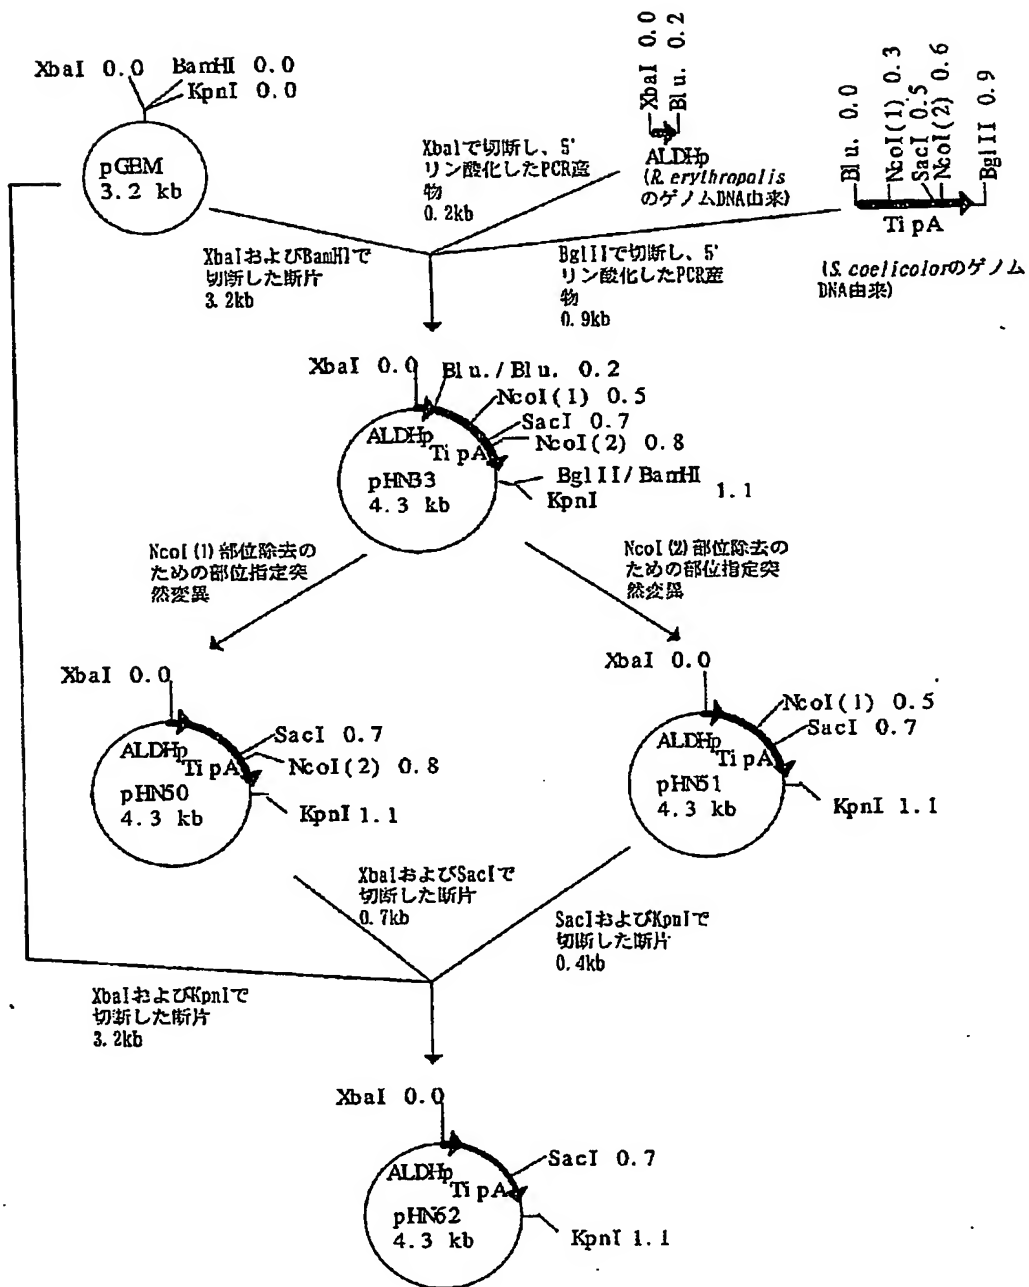 XbaI 0.0
BamHI 0.0
KpnI 0.0
pGEM
3.2 kb
XbaI 0.0
Blu. 0.2
ALDHp
(R. erythropolis
のゲノムDNA由来)
Blu. 0.0
NcoI(1) 0.3
SacI 0.5
NcoI(2) 0.6
BglII 0.9
TipA
(S. coelicolorのゲノム
DNA由来)
XbaIで切断し、5'
リン酸化したPCR産
物
0.2kb
XbaIおよびBamHIで
切断した断片
3.2kb
BglIIで切断し、5'
リン酸化したPCR産
物
0.9kb
XbaI 0.0
Blu./Blu. 0.2
NcoI(1) 0.5
SacI 0.7
NcoI(2) 0.8
ALDHp
TipA
pHN33
4.3 kb
BglII/BamHI
KpnI
1.1
NcoI(1)部位除去の
ための部位指定突
然変異
NcoI(2)部位除去の
ための部位指定突
然変異
XbaI 0.0
SacI 0.7
NcoI(2) 0.8
ALDHp
TipA
pHN50
4.3 kb
KpnI 1.1
XbaI 0.0
NcoI(1) 0.5
SacI 0.7
ALDHp
TipA
pHN51
4.3 kb
KpnI 1.1
XbaIおよびSacIで
切断した断片
0.7kb
SacIおよびKpnIで
切断した断片
0.4kb
XbaIおよびKpnIで
切断した断片
3.2kb
XbaI 0.0
SacI 0.7
ALDHp
TipA
pHN62
4.3 kb
KpnI 1.1